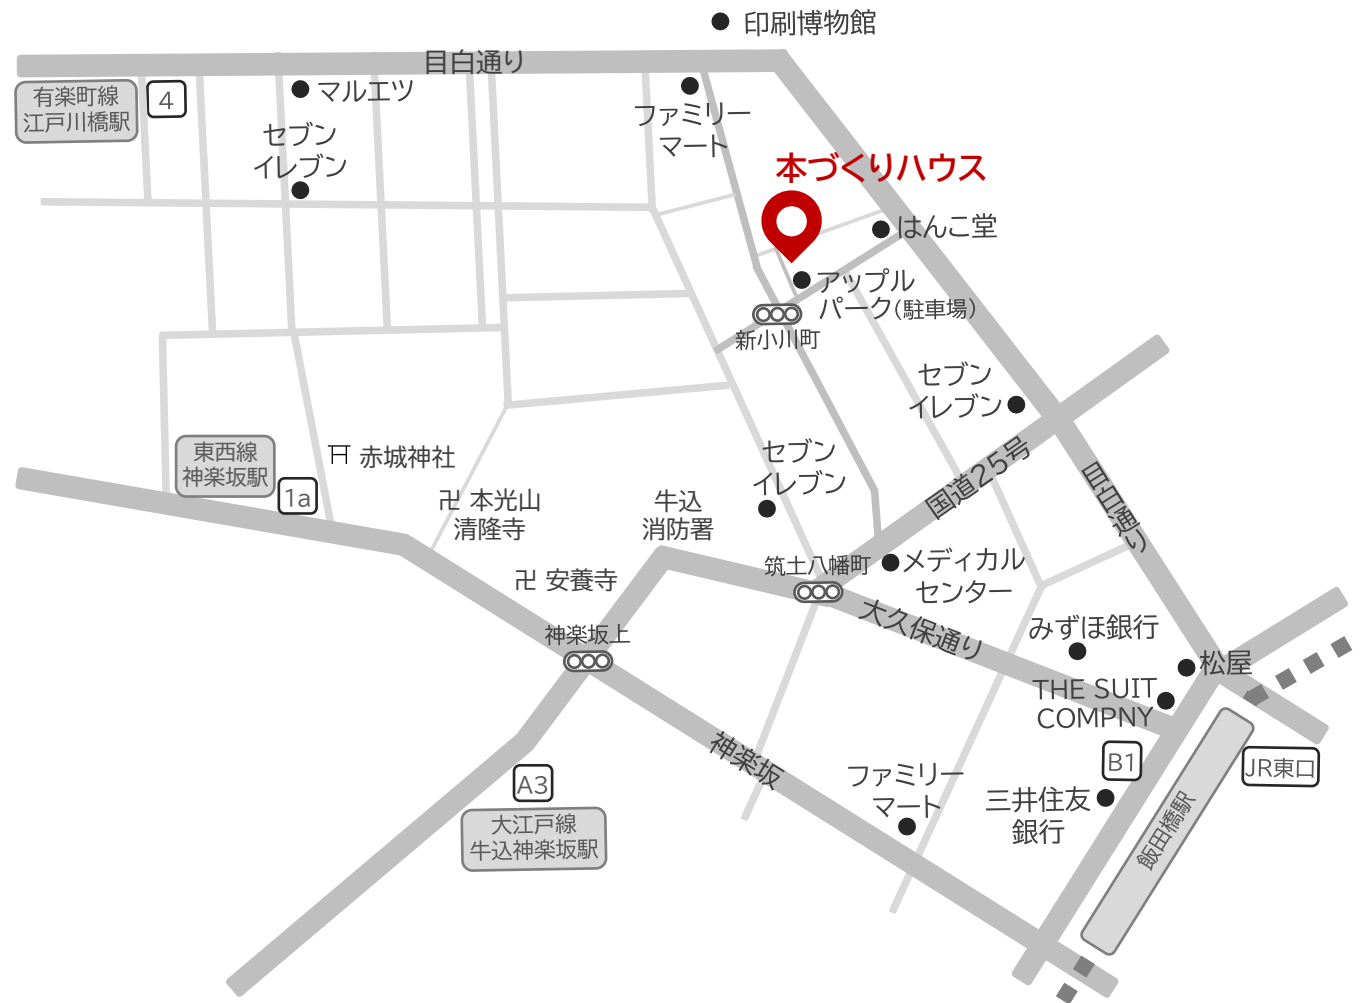 印刷博物館
目白通り
有楽町線
江戸川橋駅
4
マルエツ
セブン
イレブン
ファミリー
マート
本づくりハウス
はんこ堂
アップル
パーク(駐車場)
新小川町
セブン
イレブン
国道25号
目白通り
東西線
神楽坂駅
1a
赤城神社
卍 本光山
清隆寺
牛込
消防署
セブン
イレブン
筑土八幡町
メディカル
センター
卍 安養寺
神楽坂上
大久保通り
みずほ銀行
松屋
THE SUIT
COMPNY
神楽坂
A3
大江戸線
牛込神楽坂駅
ファミリー
マート
B1
三井住友
銀行
飯田橋駅
JR東口